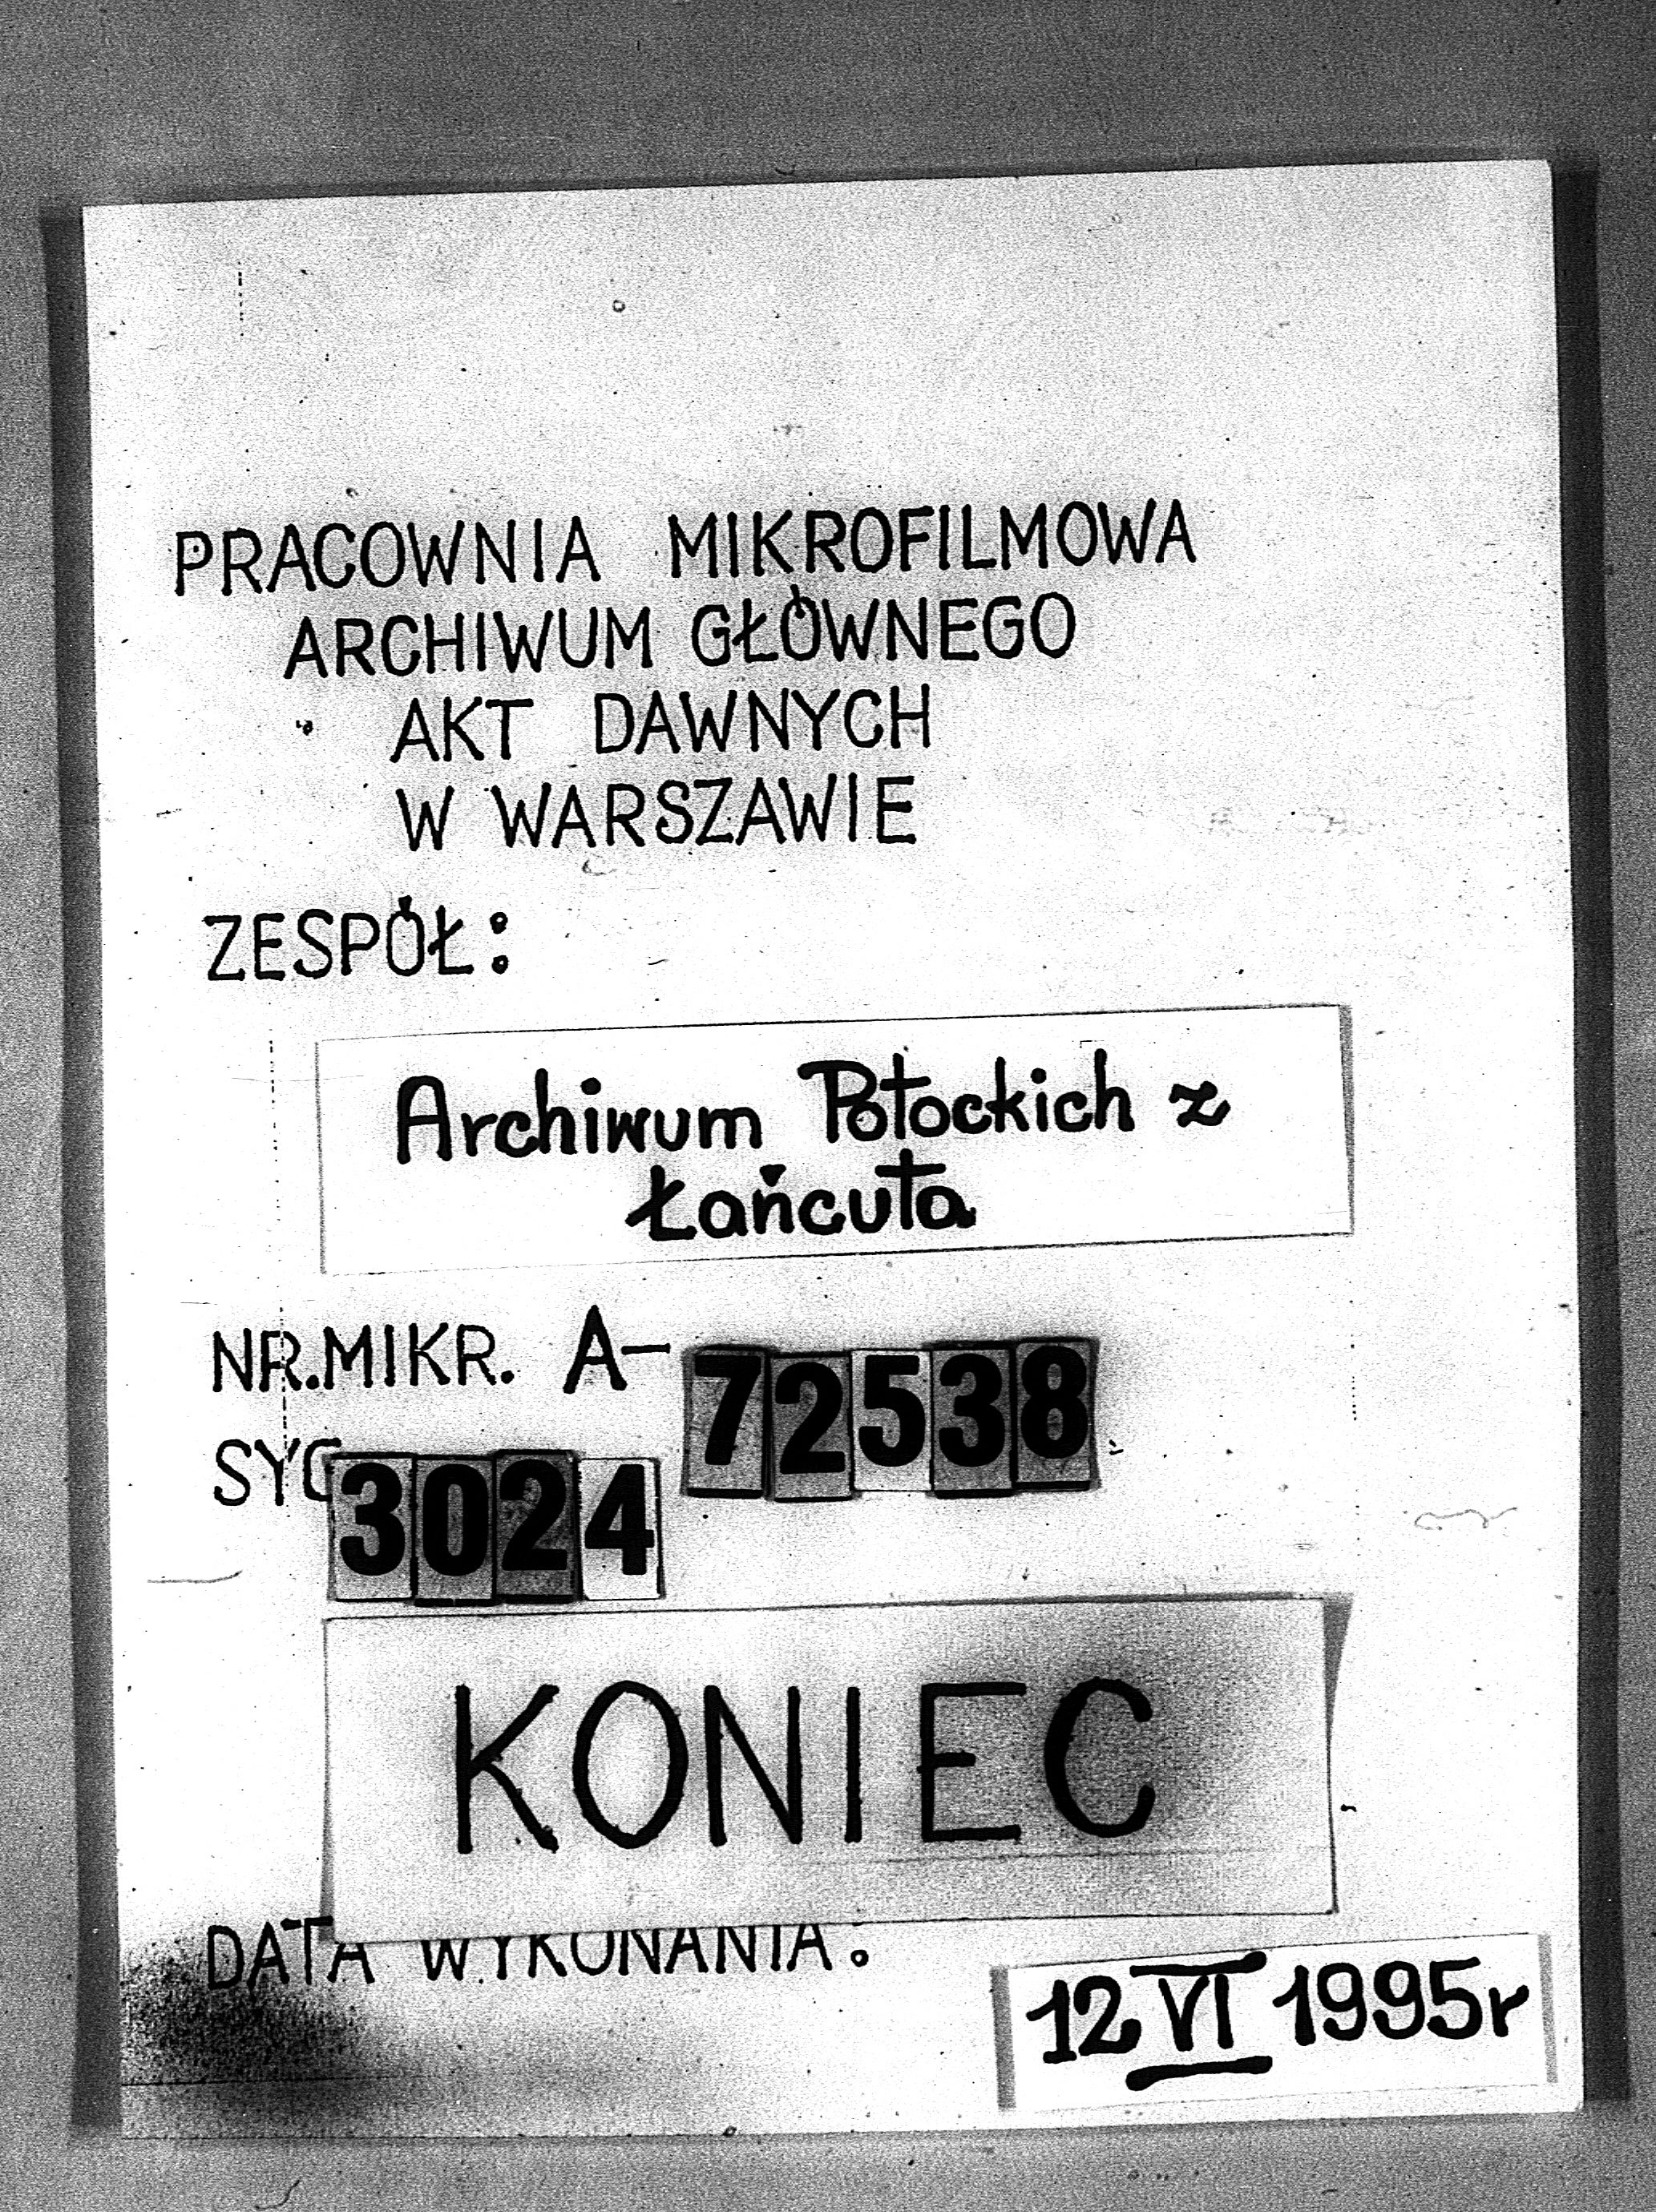 PRACOWNIA MIKROFILMOWA
ARCHIWUM GŁÓWNEGO
AKT DAWNYCH
W WARSZAWIE
ZESPÓŁ:
Archiwum Potockich z
Łańcuta
NR.MIKR. A-72538
SYG 3024
KONIEC
DATA WYKONANIA:
12 VI 1995r